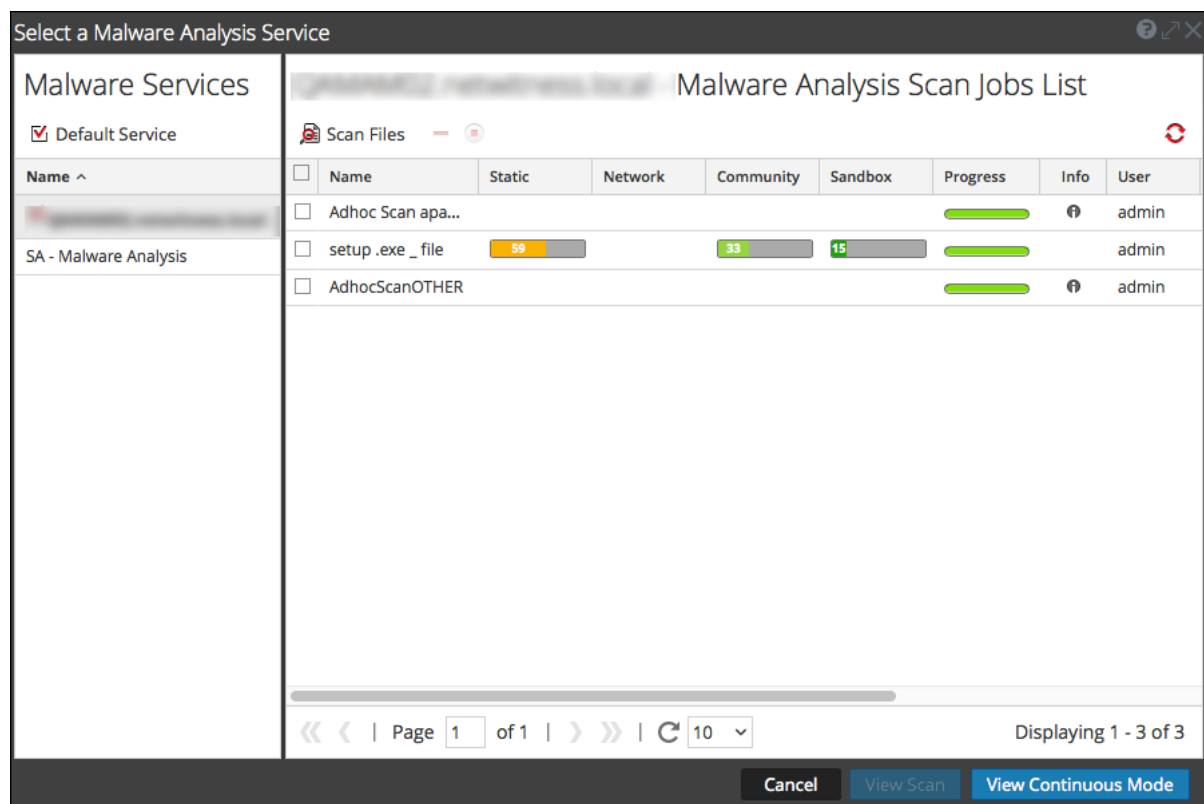 Select a Malware Analysis Service
Malware Services
Default Service
Name
SA - Malware Analysis
Malware Analysis Scan Jobs List
Scan Files
Name Static Network Community Sandbox Progress Info User
Adhoc Scan apa... admin
setup .exe _ file 59 33 15 admin
AdhocScanOTHER admin
Page 1 of 1 10 Displaying 1 - 3 of 3
Cancel View Scan View Continuous Mode